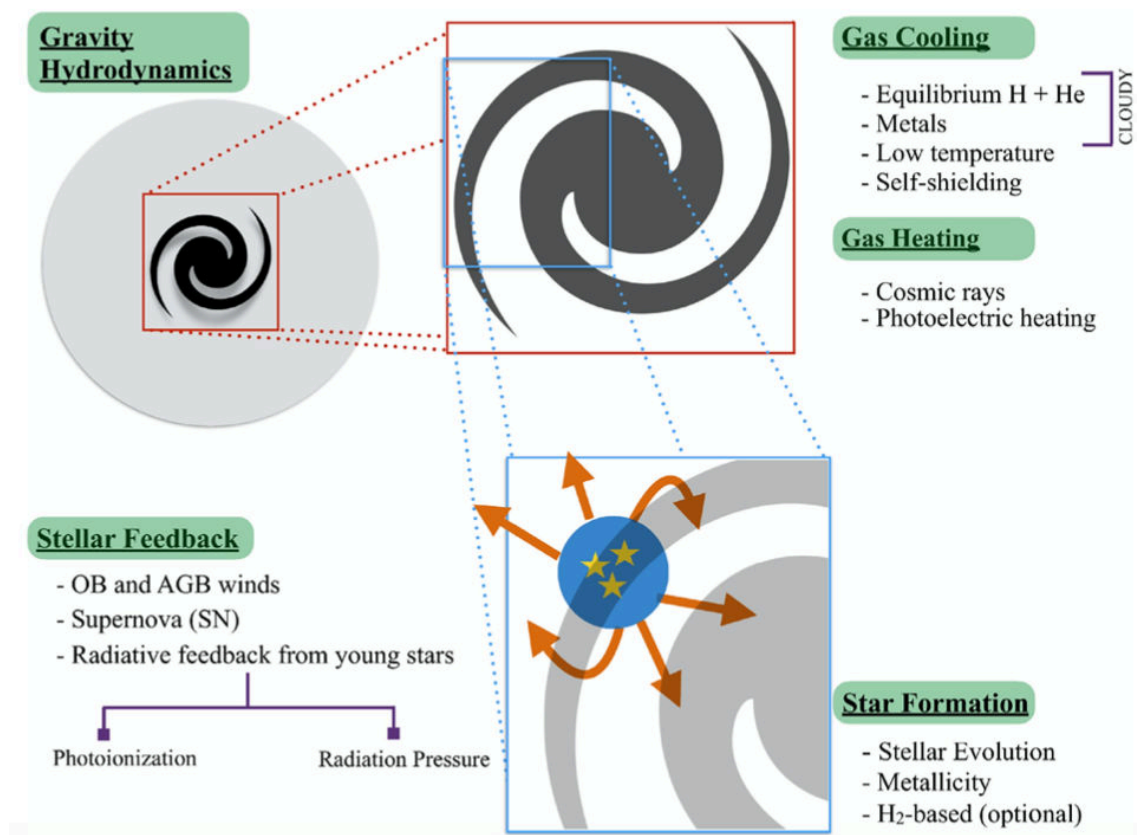 Gravity
Hydrodynamics
Gas Cooling
- Equilibrium H + He
- Metals
- Low temperature
- Self-shielding
CLOUDY
Gas Heating
- Cosmic rays
- Photoelectric heating
Stellar Feedback
- OB and AGB winds
- Supernova (SN)
- Radiative feedback from young stars
Photoionization
Radiation Pressure
Star Formation
- Stellar Evolution
- Metallicity
- H₂-based (optional)